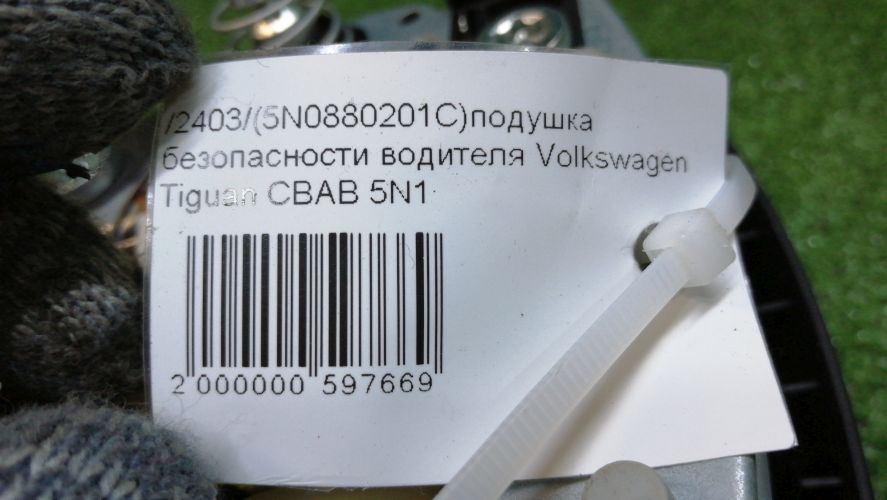 /2403/(5N0880201C)подушка
безопасности водителя Volkswagen
Tiguan CBAB 5N1
2 000000 597669